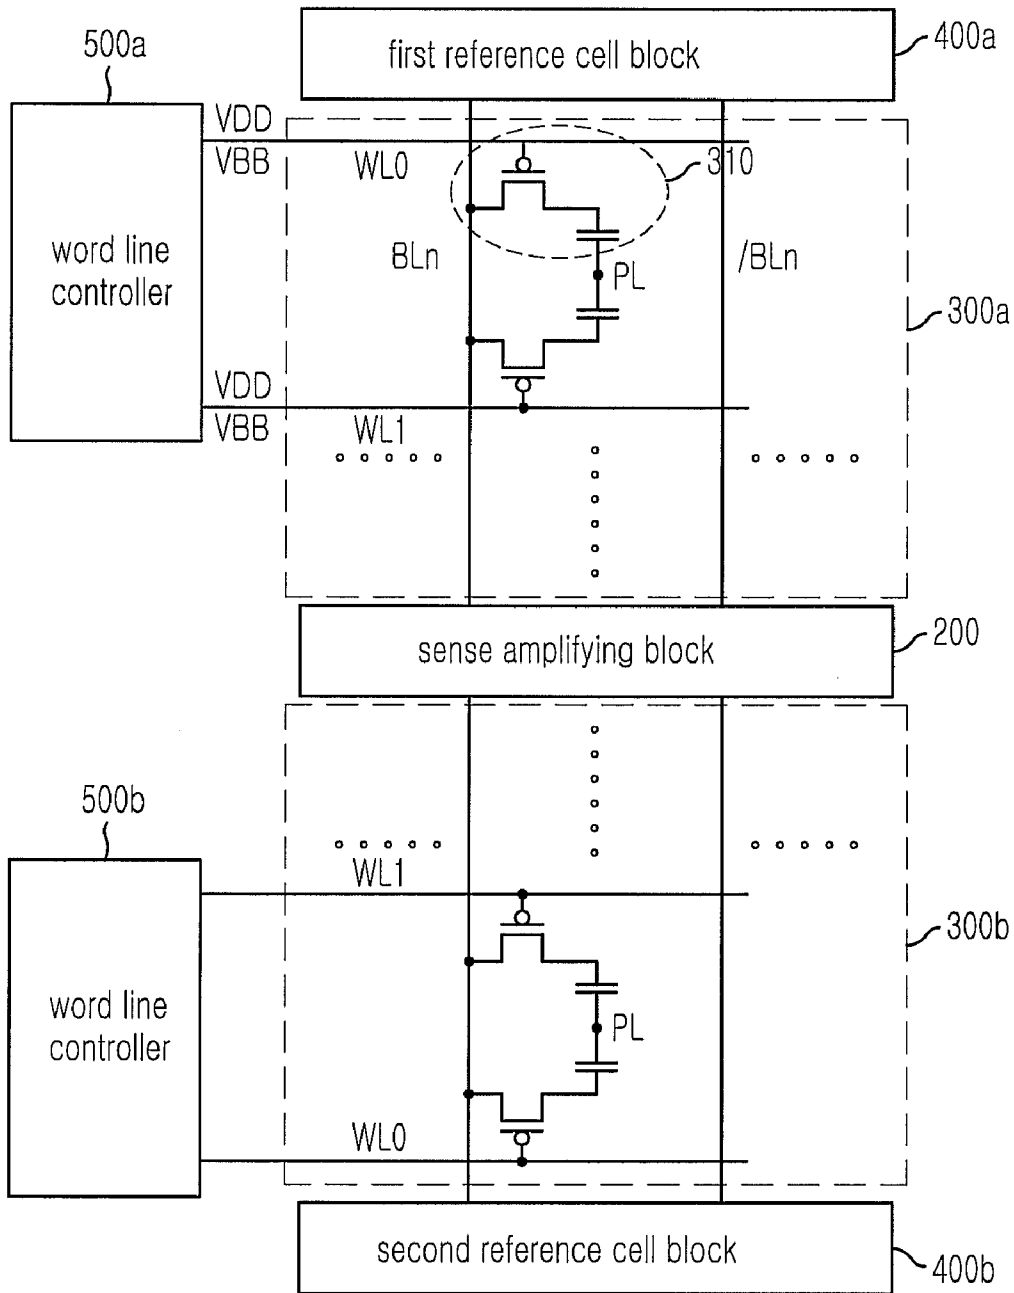 500a
first reference cell block
400a
VDD
VBB
WL0
310
word line
controller
BLn
PL
/BLn
300a
VDD
VBB
WL1
sense amplifying block
200
500b
WL1
300b
word line
controller
PL
WL0
second reference cell block
400b